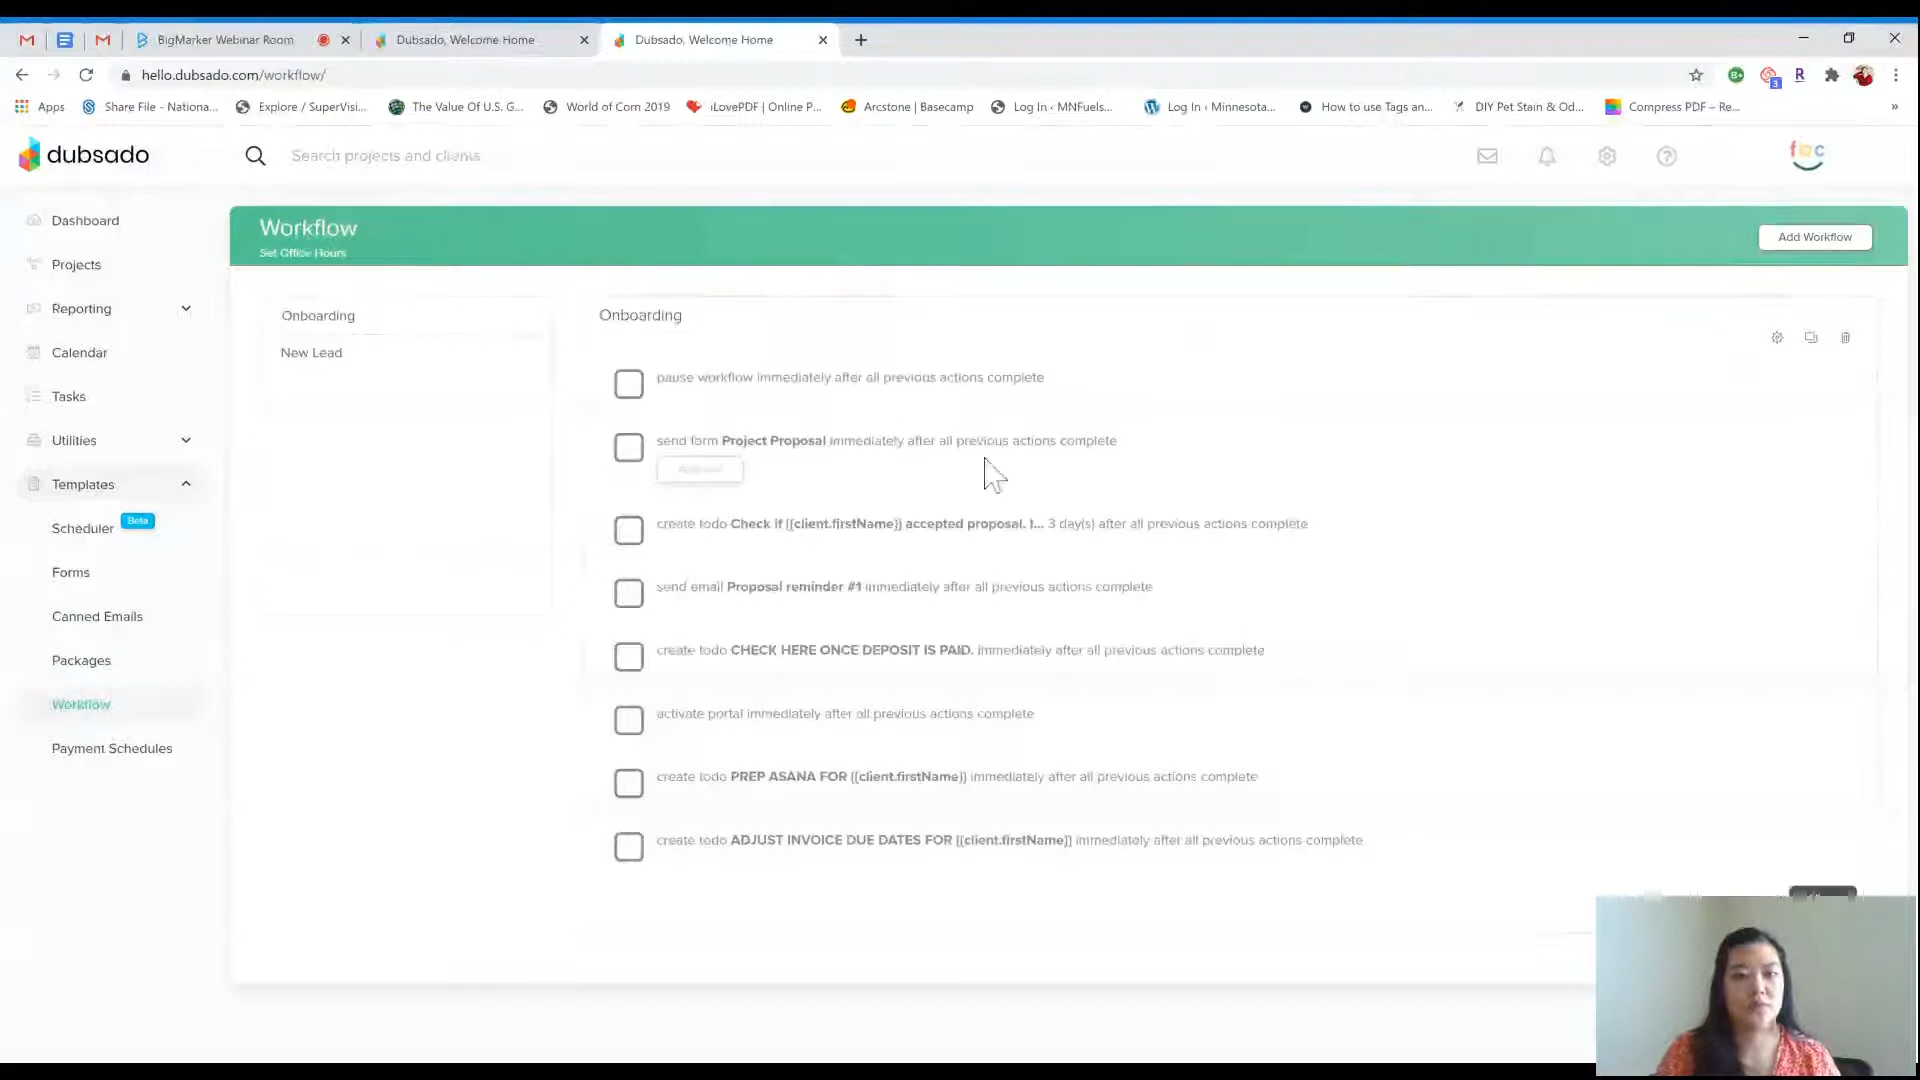 BigMarker Webinar Room
Dubsado, Welcome Home
Dubsado, Welcome Home
hello.dubsado.com/workflow/
Apps
Share File - Nationa...
Explore / SuperVisi...
The Value Of U.S. G...
World of Corn 2019
iLovePDF | Online P...
Arcstone | Basecamp
Log In ‹ MNFuels...
Log In ‹ Minnesota...
How to use Tags an...
DIY Pet Stain & Od...
Compress PDF – Re...
»
dubsado
Search projects and clients
foc
Dashboard
Projects
Reporting
Calendar
Tasks
Utilities
Templates
Scheduler
Beta
Forms
Canned Emails
Packages
Workflow
Payment Schedules
Workflow
Set Office Hours
Add Workflow
Onboarding
New Lead
Onboarding
pause workflow immediately after all previous actions complete
send form Project Proposal immediately after all previous actions complete
create todo Check if {{client.firstName}} accepted proposal. I... 3 day(s) after all previous actions complete
send email Proposal reminder #1 immediately after all previous actions complete
create todo CHECK HERE ONCE DEPOSIT IS PAID. immediately after all previous actions complete
activate portal immediately after all previous actions complete
create todo PREP ASANA FOR {{client.firstName}} immediately after all previous actions complete
create todo ADJUST INVOICE DUE DATES FOR {{client.firstName}} immediately after all previous actions complete